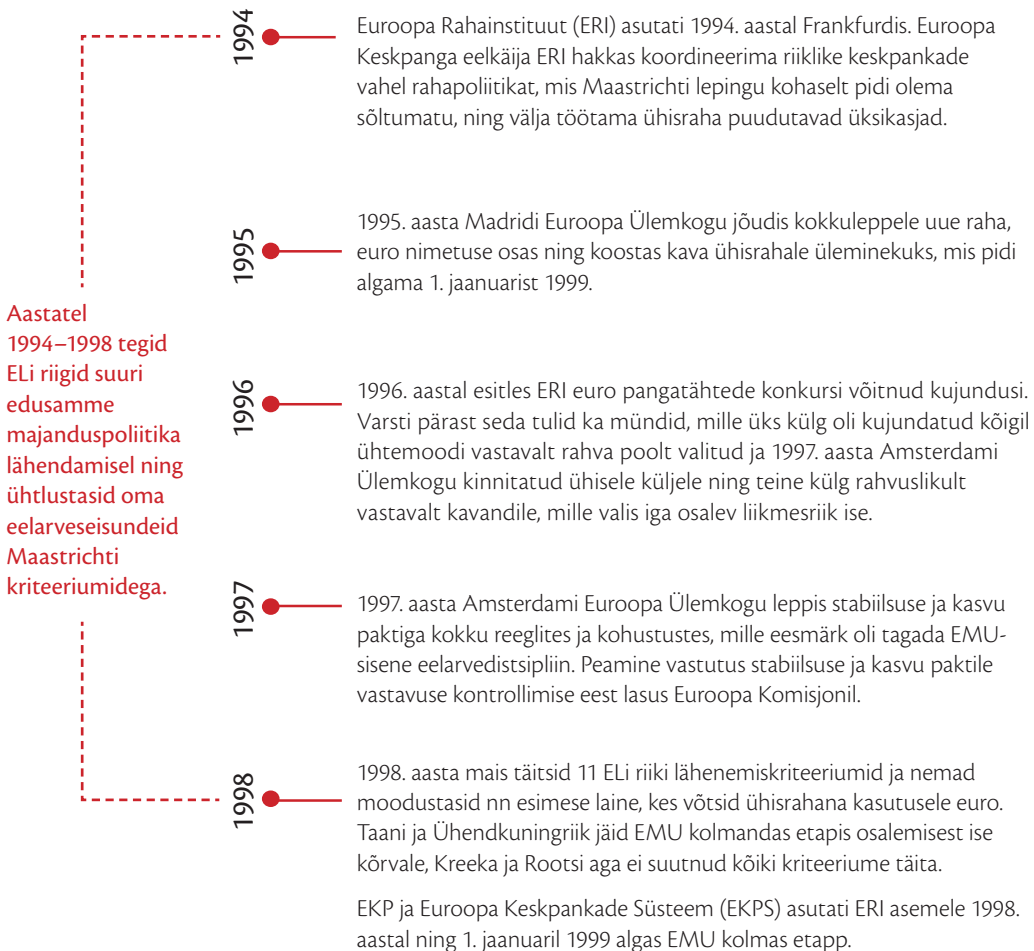 1994
Euroopa Rahainstituut (ERI) asutati 1994. aastal Frankfurdis. Euroopa
Keskpanga eelkäija ERI hakkas koordineerima riiklike keskpankade
vahel rahapoliitikat, mis Maastrichti lepingu kohaselt pidi olema
sõltumatu, ning välja töötama ühisraha puudutavad üksikasjad.
1995
1995. aasta Madridi Euroopa Ülemkogu jõudis kokkuleppele uue raha,
euro nimetuse osas ning koostas kava ühisrahale üleminekuks, mis pidi
algama 1. jaanuarist 1999.
Aastatel
1994–1998 tegid
ELi riigid suuri
edusamme
majanduspoliitika
lähendamisel ning
ühtlustasid oma
eelarveseisundeid
Maastrichti
kriteeriumidega.
1996
1996. aastal esitles ERI euro pangatähtede konkursi võitnud kujundusi.
Varsti pärast seda tulid ka mündid, mille üks külg oli kujundatud kõigil
ühtemoodi vastavalt rahva poolt valitud ja 1997. aasta Amsterdami
Ülemkogu kinnitatud ühisele küljele ning teine külg rahvuslikult
vastavalt kavandile, mille valis iga osalev liikmesriik ise.
1997
1997. aasta Amsterdami Euroopa Ülemkogu leppis stabiilsuse ja kasvu
paktiga kokku reeglites ja kohustustes, mille eesmärk oli tagada EMU-
sisene eelarvedistsipliin. Peamine vastutus stabiilsuse ja kasvu paktile
vastavuse kontrollimise eest lasus Euroopa Komisjonil.
1998
1998. aasta mais täitsid 11 ELi riiki lähenemiskriteeriumid ja nemad
moodustasid nn esimese laine, kes võtsid ühisrahana kasutusele euro.
Taani ja Ühendkuningriik jäid EMU kolmandas etapis osalemisest ise
kõrvale, Kreeka ja Rootsi aga ei suutnud kõiki kriteeriume täita.
EKP ja Euroopa Keskpankade Süsteem (EKPS) asutati ERI asemele 1998.
aastal ning 1. jaanuaril 1999 algas EMU kolmas etapp.